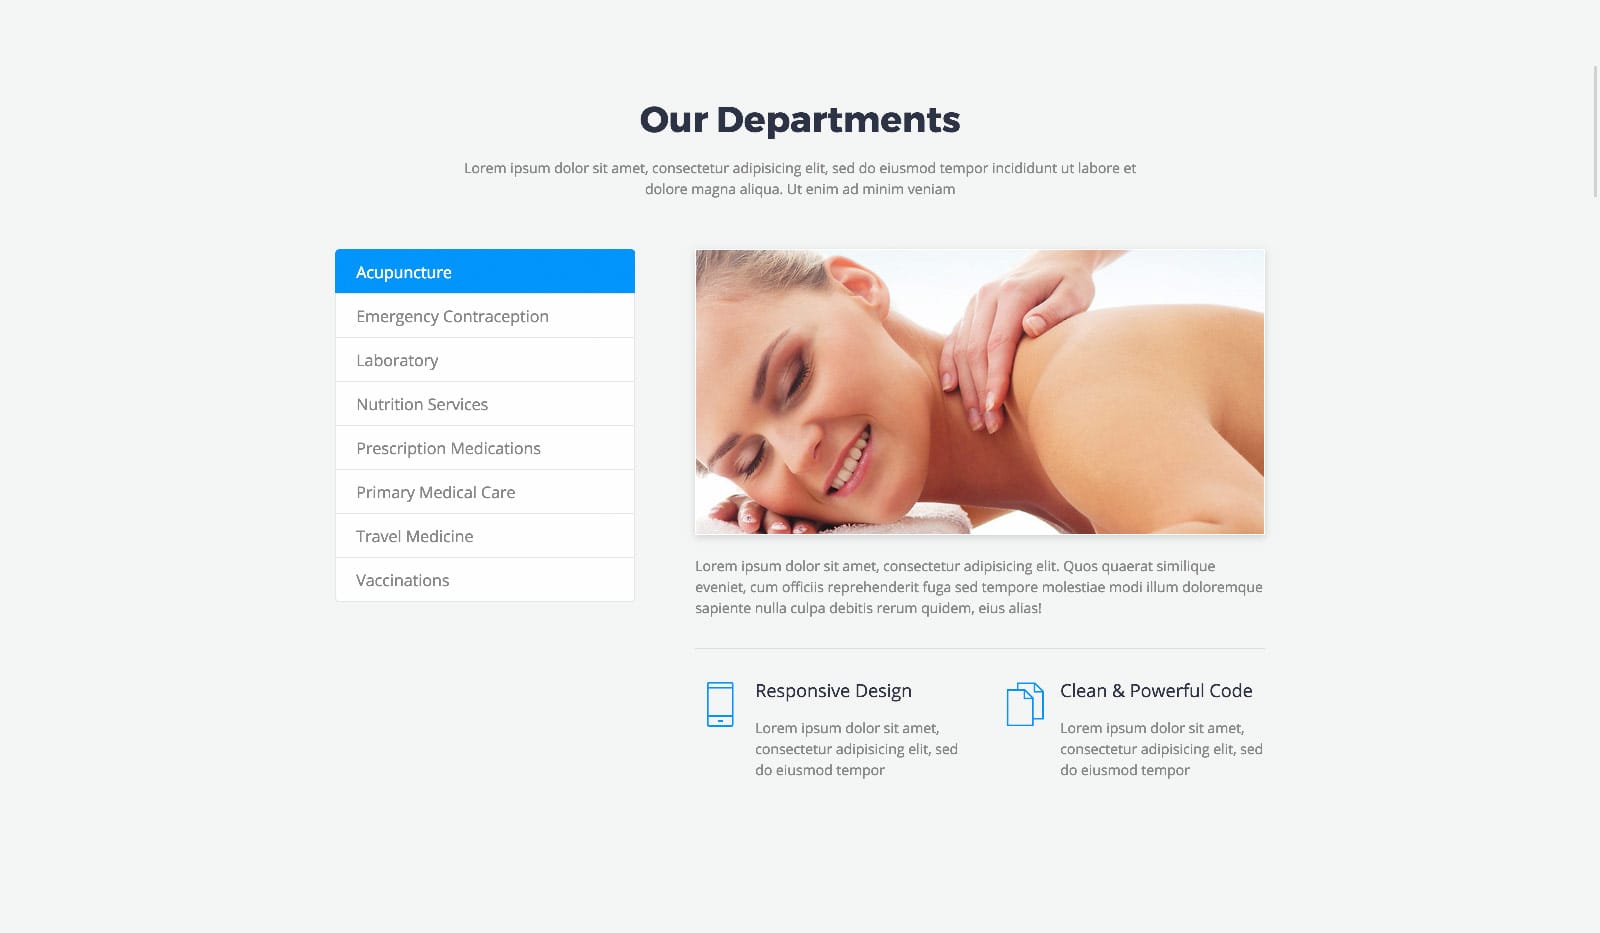 Our Departments
Lorem ipsum dolor sit amet, consectetur adipisicing elit, sed do eiusmod tempor incididunt ut labore et
dolore magna aliqua. Ut enim ad minim veniam
Acupuncture
Emergency Contraception
Laboratory
Nutrition Services
Prescription Medications
Primary Medical Care
Travel Medicine
Vaccinations
Lorem ipsum dolor sit amet, consectetur adipisicing elit. Quos quaerat similique
eveniet, cum officiis reprehenderit fuga sed tempore molestiae modi illum doloremque
sapiente nulla culpa debitis rerum quidem, eius alias!
Responsive Design
Lorem ipsum dolor sit amet,
consectetur adipisicing elit, sed
do eiusmod tempor
Clean & Powerful Code
Lorem ipsum dolor sit amet,
consectetur adipisicing elit, sed
do eiusmod tempor